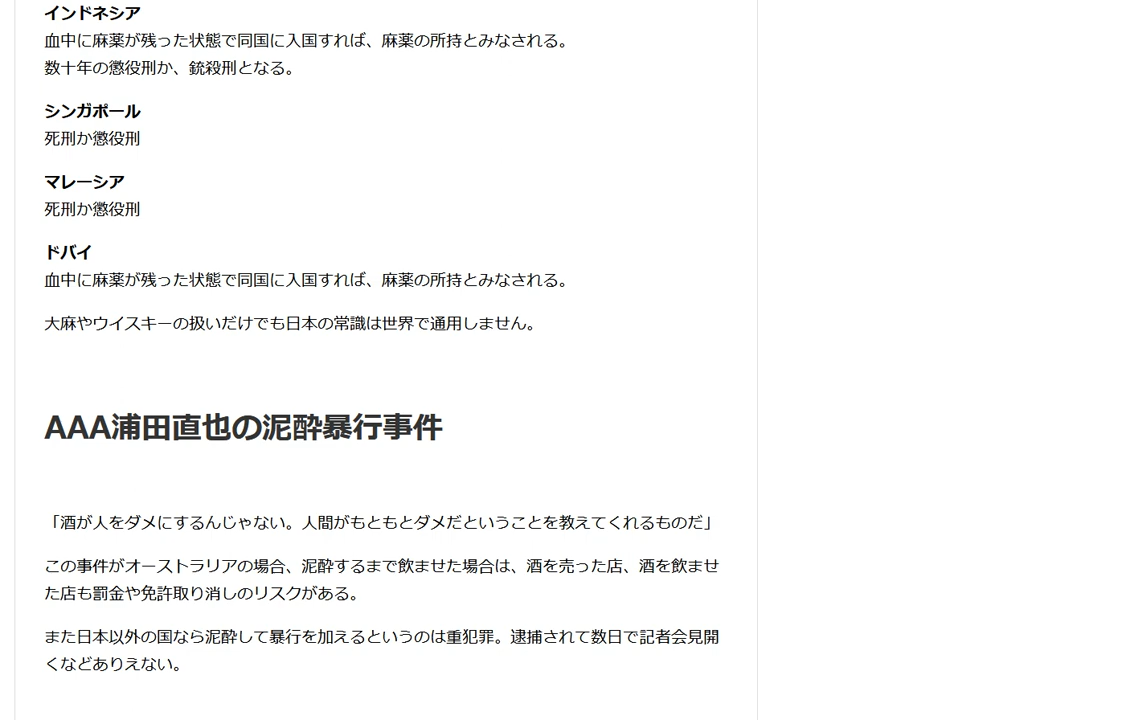 インドネシア
血中に麻薬が残った状態で同国に入国すれば、麻薬の所持とみなされる。
数十年の懲役刑か、銃殺刑となる。
シンガポール
死刑か懲役刑
マレーシア
死刑か懲役刑
ドバイ
血中に麻薬が残った状態で同国に入国すれば、麻薬の所持とみなされる。
大麻やウイスキーの扱いだけでも日本の常識は世界で通用しません。
AAA浦田直也の泥酔暴行事件
「酒が人をダメにするんじゃない。人間がもともとダメだということを教えてくれるものだ」
この事件がオーストラリアの場合、泥酔するまで飲ませた場合は、酒を売った店、酒を飲ませ
た店も罰金や免許取り消しのリスクがある。
また日本以外の国なら泥酔して暴行を加えるというのは重犯罪。逮捕されて数日で記者会見開
くなどありえない。